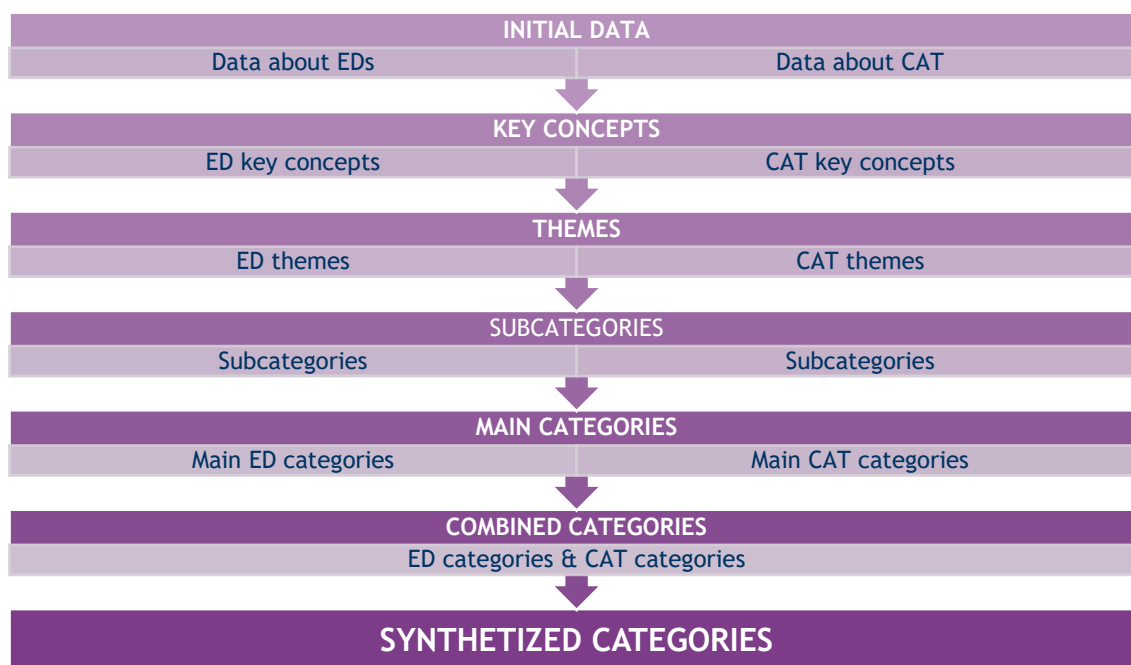 INITIAL DATA
Data about EDs
Data about CAT
KEY CONCEPTS
ED key concepts
CAT key concepts
THEMES
ED themes
CAT themes
SUBCATEGORIES
Subcategories
Subcategories
MAIN CATEGORIES
Main ED categories
Main CAT categories
COMBINED CATEGORIES
ED categories & CAT categories
SYNTHETIZED CATEGORIES